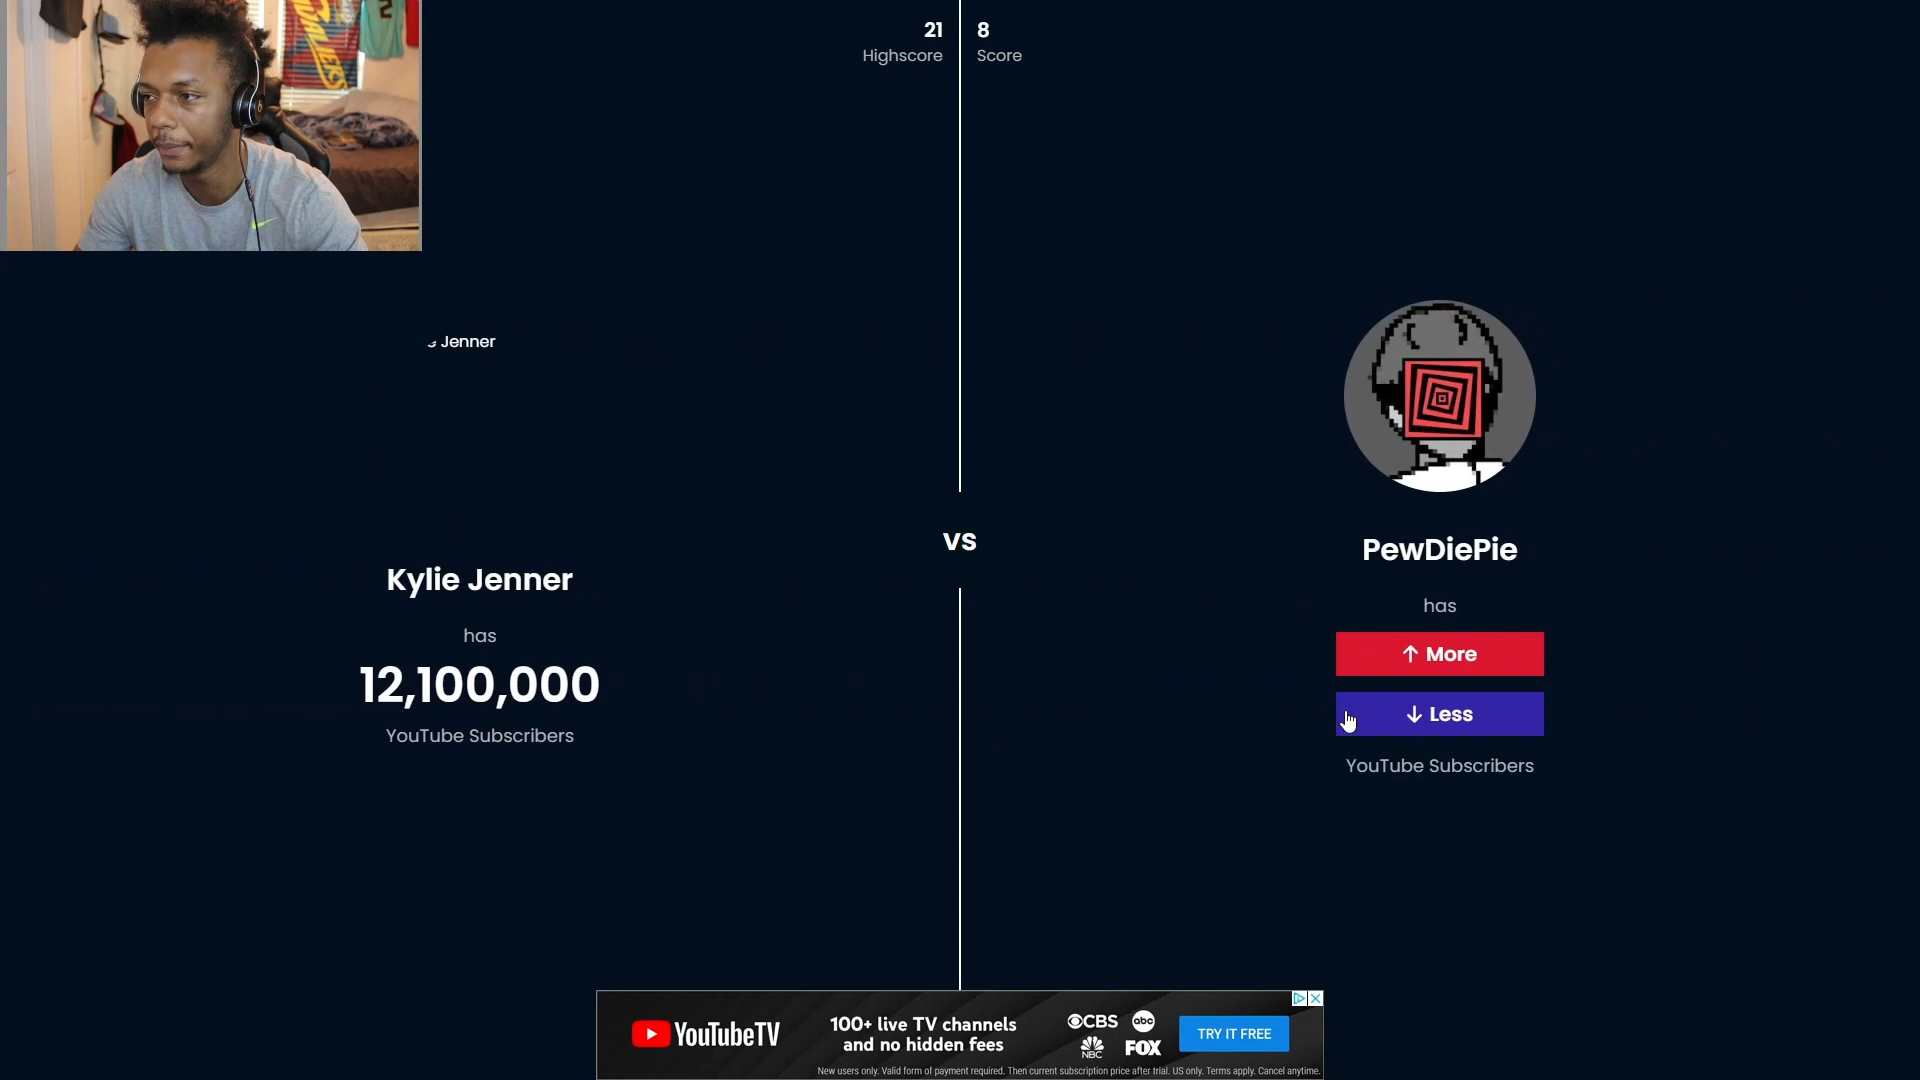 21
Highscore
8
Score
Jenner
VS
Kylie Jenner
has
12,100,000
YouTube Subscribers
PewDiePie
has
↑ More
↓ Less
YouTube Subscribers
YouTubeTV
100+ live TV channels
and no hidden fees
CBS
abc
NBC
FOX
TRY IT FREE
New users only. Valid form of payment required. Then current subscription price after trial. US only. Terms apply. Cancel anytime.